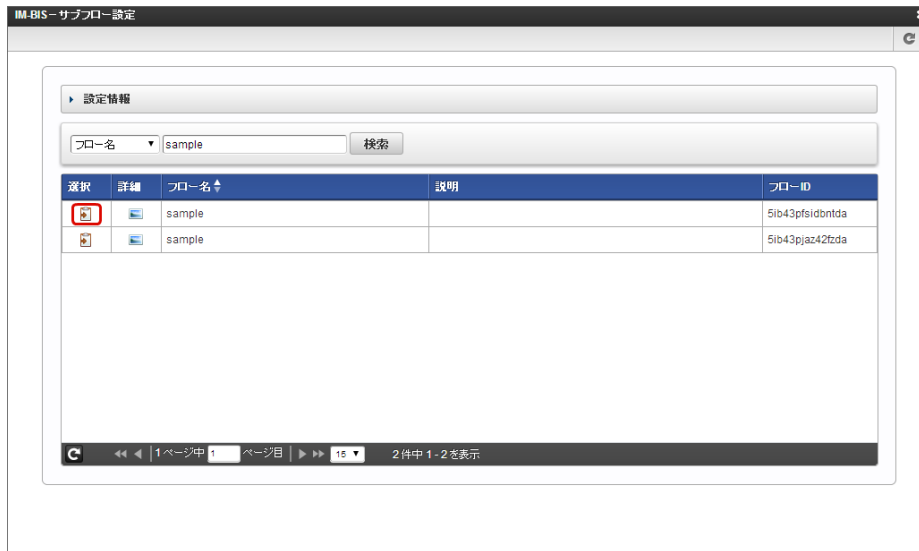 IM-BIS－サブフロー設定
設定情報
フロー名 sample 検索
選択 詳細 フロー名 説明 フローID
sample 5ib43pfsidbntda
sample 5ib43pjaz42fzda
1 ページ中 1 ページ目 15 2 件中 1 - 2 を表示